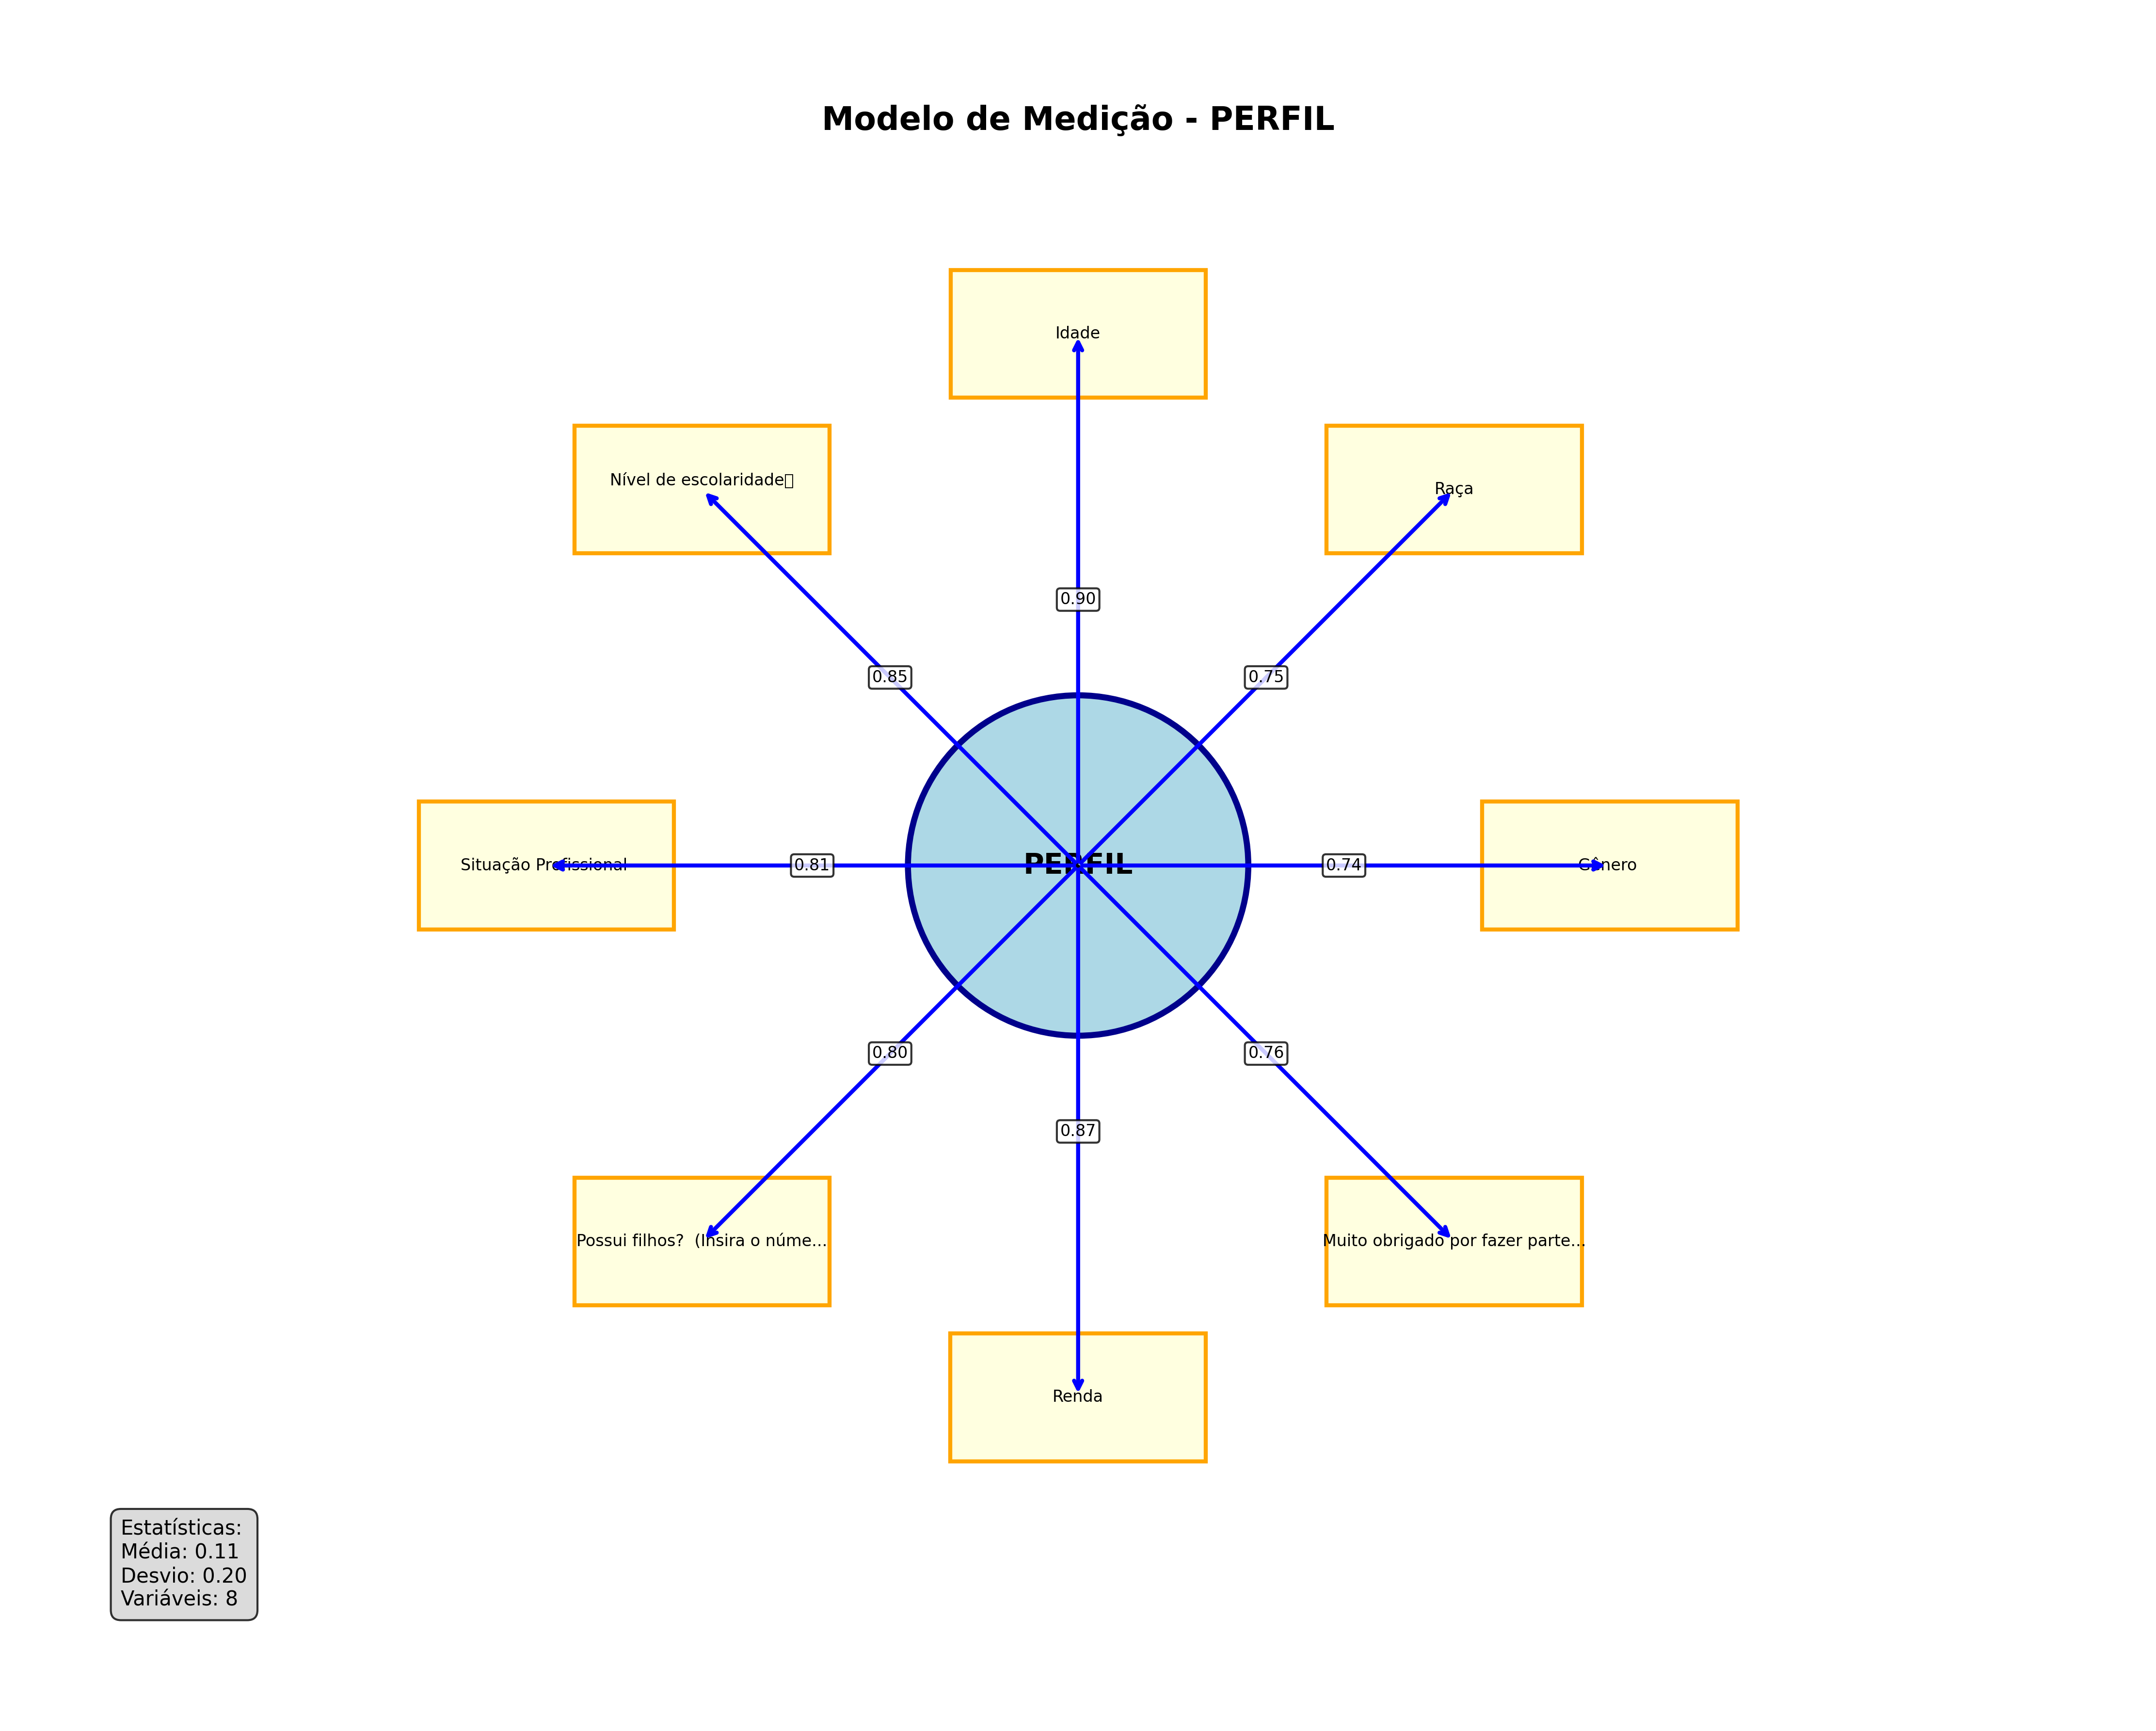 Modelo de Medição - PERFIL
Idade
Nível de escolaridade
Raça
0.90
0.85
0.75
Situação Profissional
0.81
PERFIL
0.74
Gênero
0.80
0.76
0.87
Possui filhos?  (Insira o núme...
Muito obrigado por fazer parte...
Renda
Estatísticas:
Média: 0.11
Desvio: 0.20
Variáveis: 8